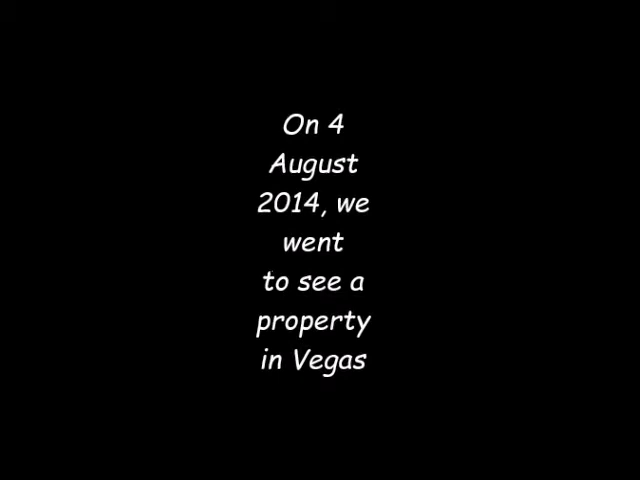 On 4
August
2014, we
went
to see a
property
in Vegas